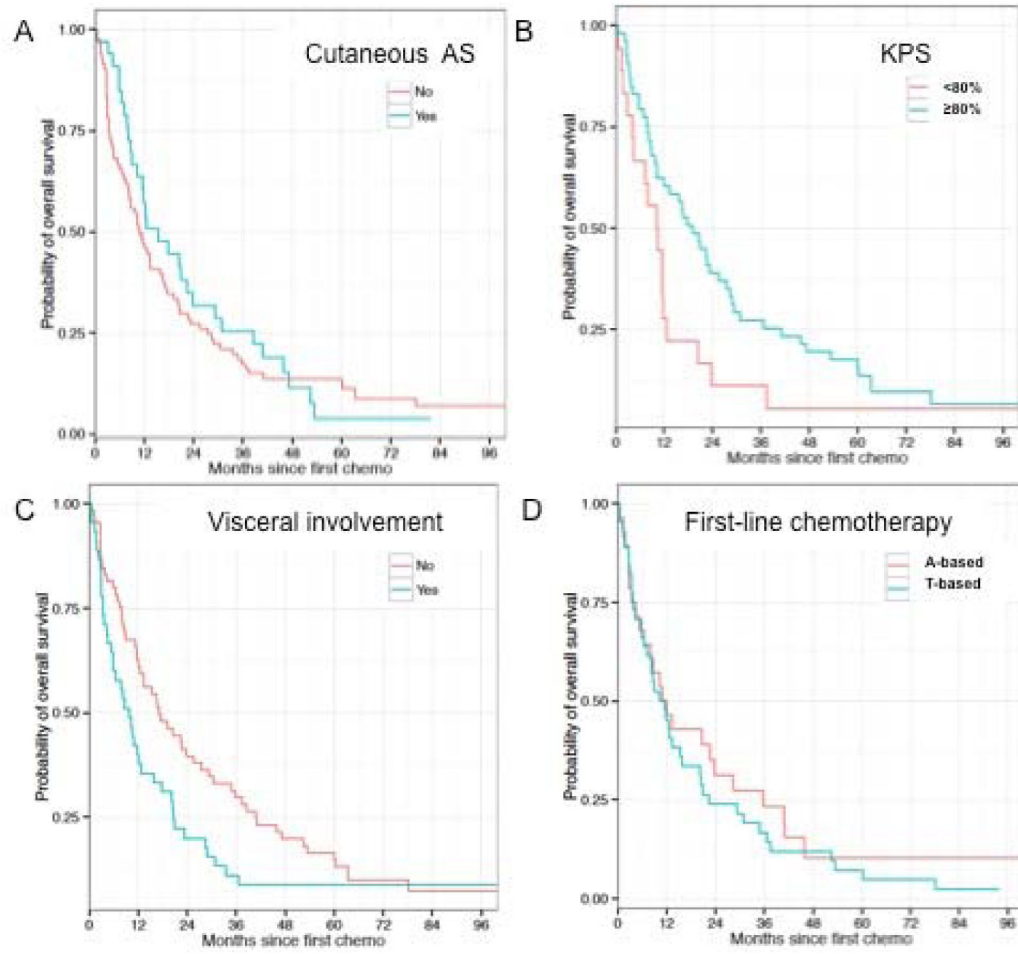 A
Cutaneous AS
No
Yes
Probability of overall survival
1.00
0.75
0.50
0.25
0.00
0 12 24 36 48 60 72 84 96
Months since first chemo
B
KPS
<80%
≥80%
Probability of overall survival
1.00
0.75
0.50
0.25
0 12 24 36 48 60 72 84 96
Months since first chemo
C
Visceral involvement
No
Yes
Probability of overall survival
1.00
0.75
0.50
0.25
0 12 24 36 48 60 72 84 96
Months since first chemo
D
First-line chemotherapy
A-based
T-based
Probability of overall survival
1.00
0.75
0.50
0.25
0.00
0 12 24 36 48 60 72 84 96
Months since first chemo